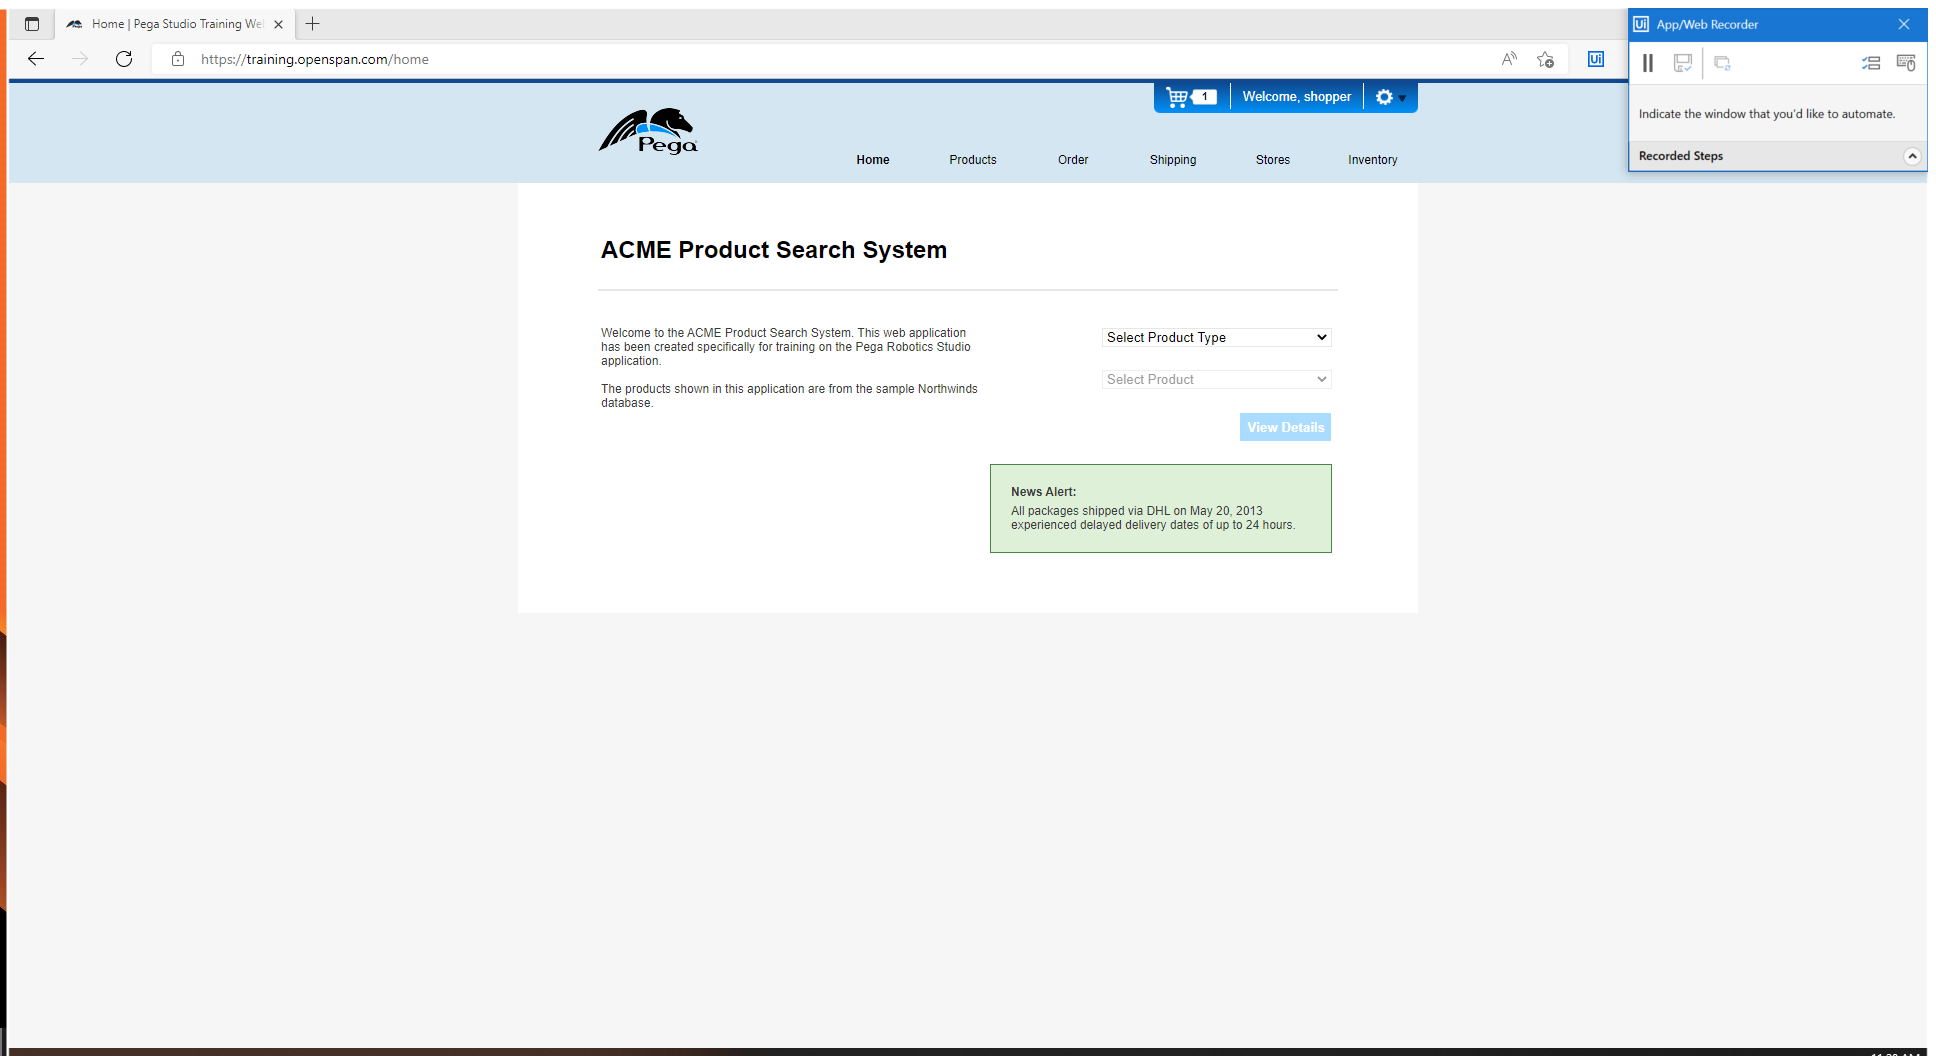 Home | Pega Studio Training We
Ui App/Web Recorder
https://training.openspan.com/home
Ui
1 Welcome, shopper
Indicate the window that you'd like to automate.
Pega
Home Products Order Shipping Stores Inventory
Recorded Steps
ACME Product Search System
Welcome to the ACME Product Search System. This web application
has been created specifically for training on the Pega Robotics Studio
application.
The products shown in this application are from the sample Northwinds
database.
Select Product Type
Select Product
View Details
News Alert:
All packages shipped via DHL on May 20, 2013
experienced delayed delivery dates of up to 24 hours.